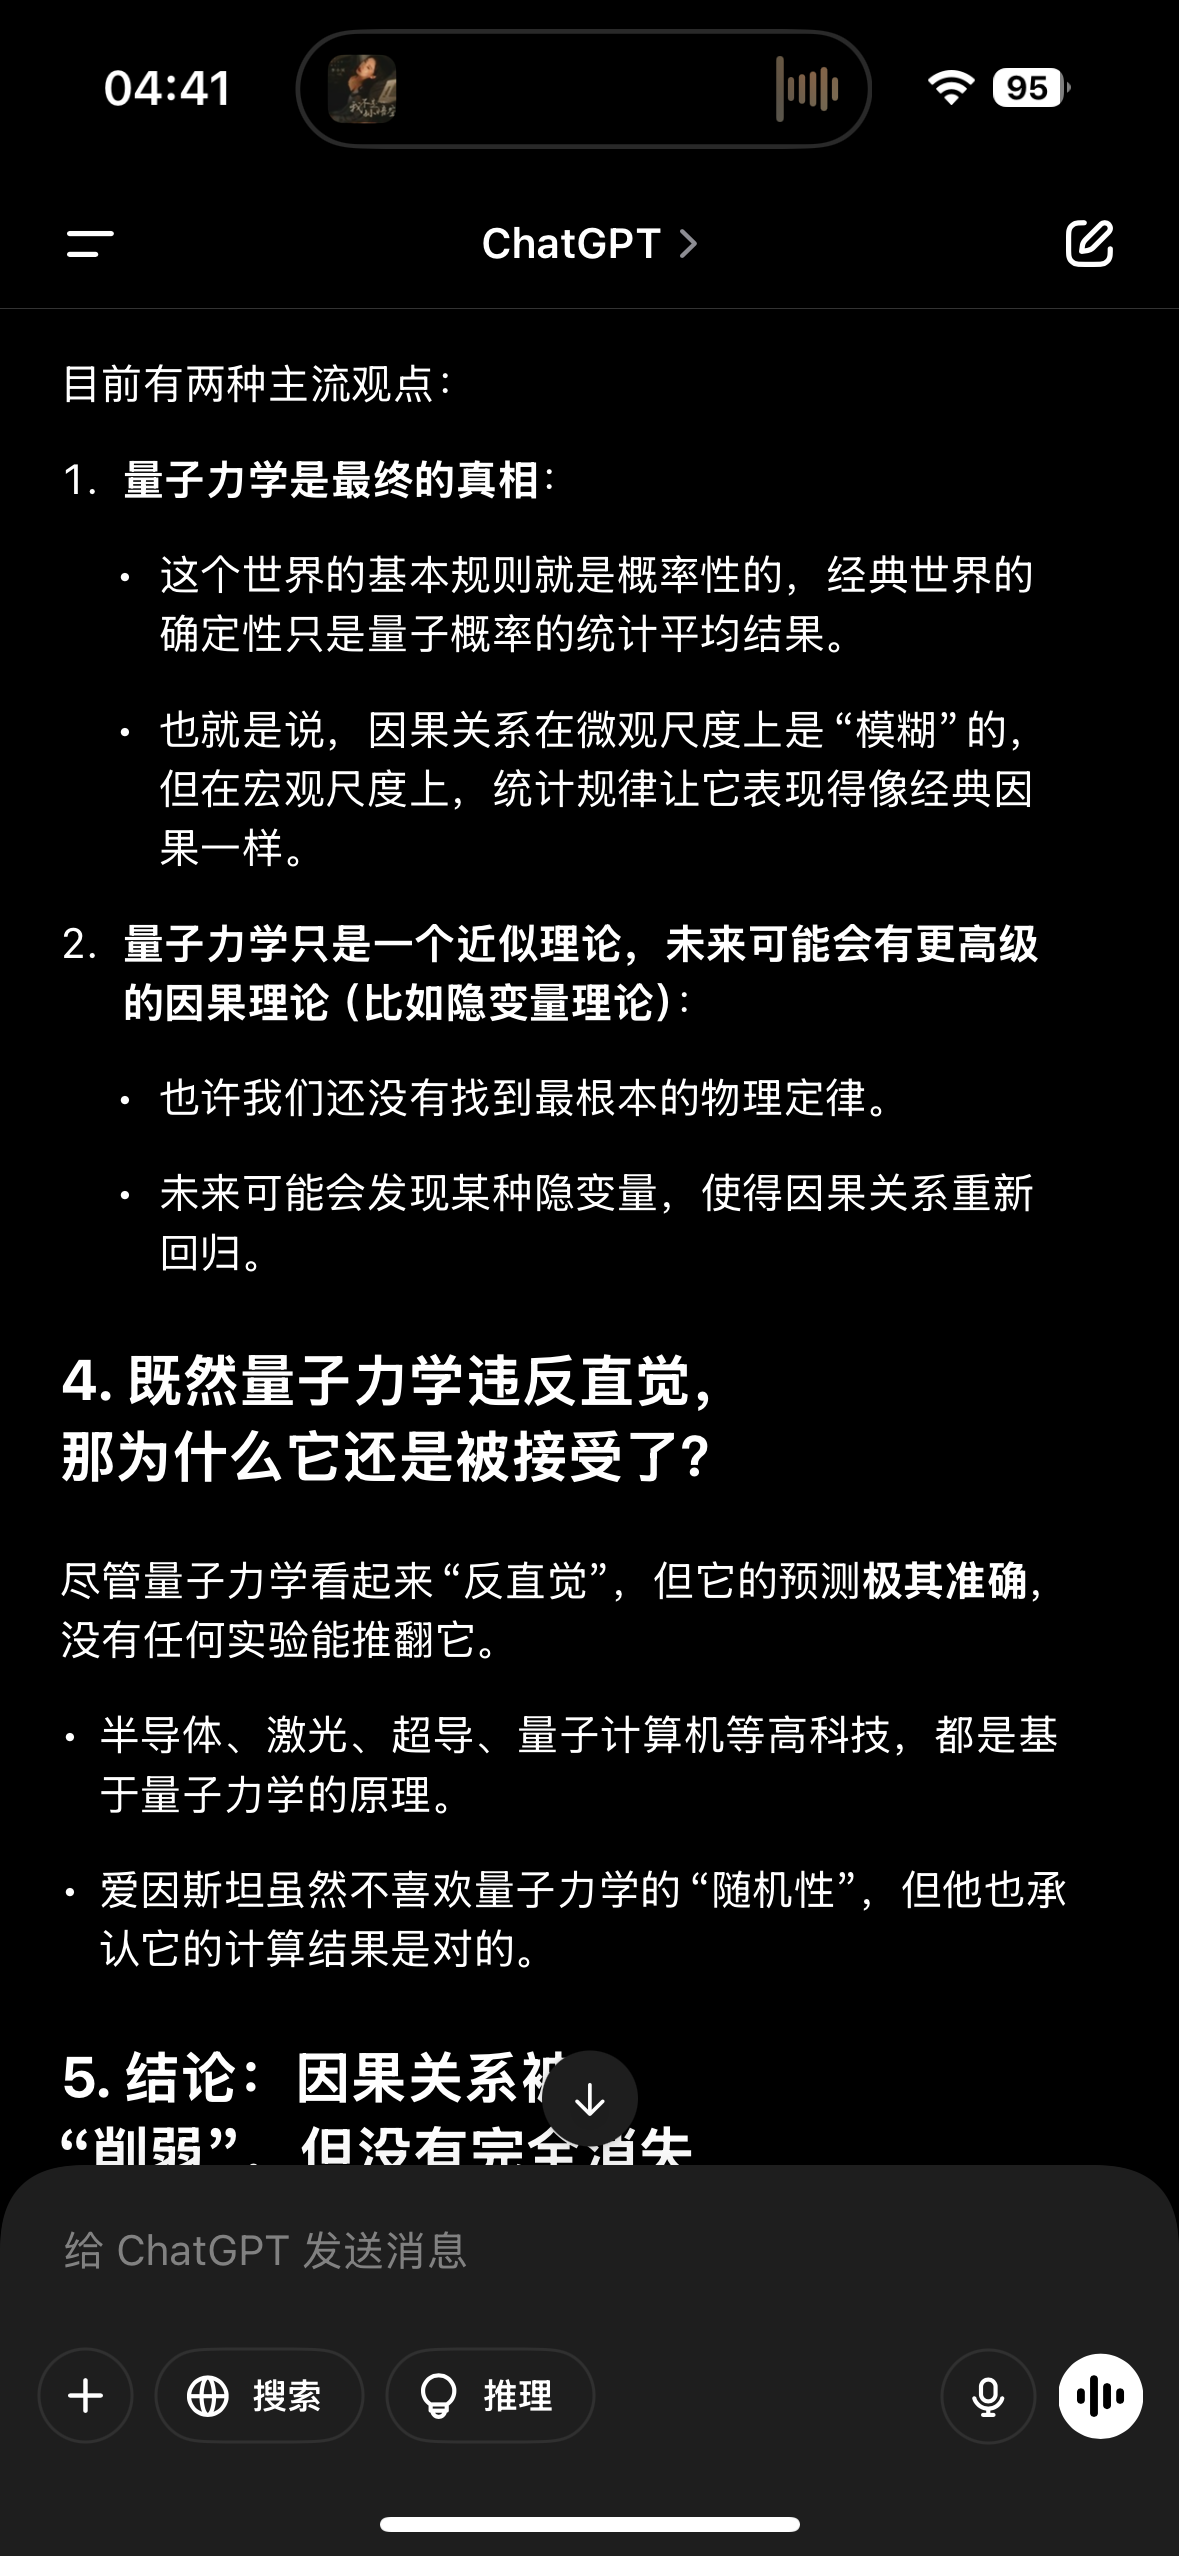 04:41
95
ChatGPT
目前有两种主流观点：
1. 量子力学是最终的真相：
• 这个世界的基本规则就是概率性的，经典世界的
确定性只是量子概率的统计平均结果。
• 也就是说，因果关系在微观尺度上是“模糊”的，
但在宏观尺度上，统计规律让它表现得像经典因
果一样。
2. 量子力学只是一个近似理论，未来可能会有更高级
的因果理论（比如隐变量理论）：
• 也许我们还没有找到最根本的物理定律。
• 未来可能会发现某种隐变量，使得因果关系重新
回归。
4. 既然量子力学违反直觉，
那为什么它还是被接受了？
尽管量子力学看起来“反直觉”，但它的预测极其准确，
没有任何实验能推翻它。
• 半导体、激光、超导、量子计算机等高科技，都是基
于量子力学的原理。
• 爱因斯坦虽然不喜欢量子力学的“随机性”，但他也承
认它的计算结果是对的。
5. 结论：因果关系被
“削弱”，但没有完全消失
给 ChatGPT 发送消息
搜索
推理